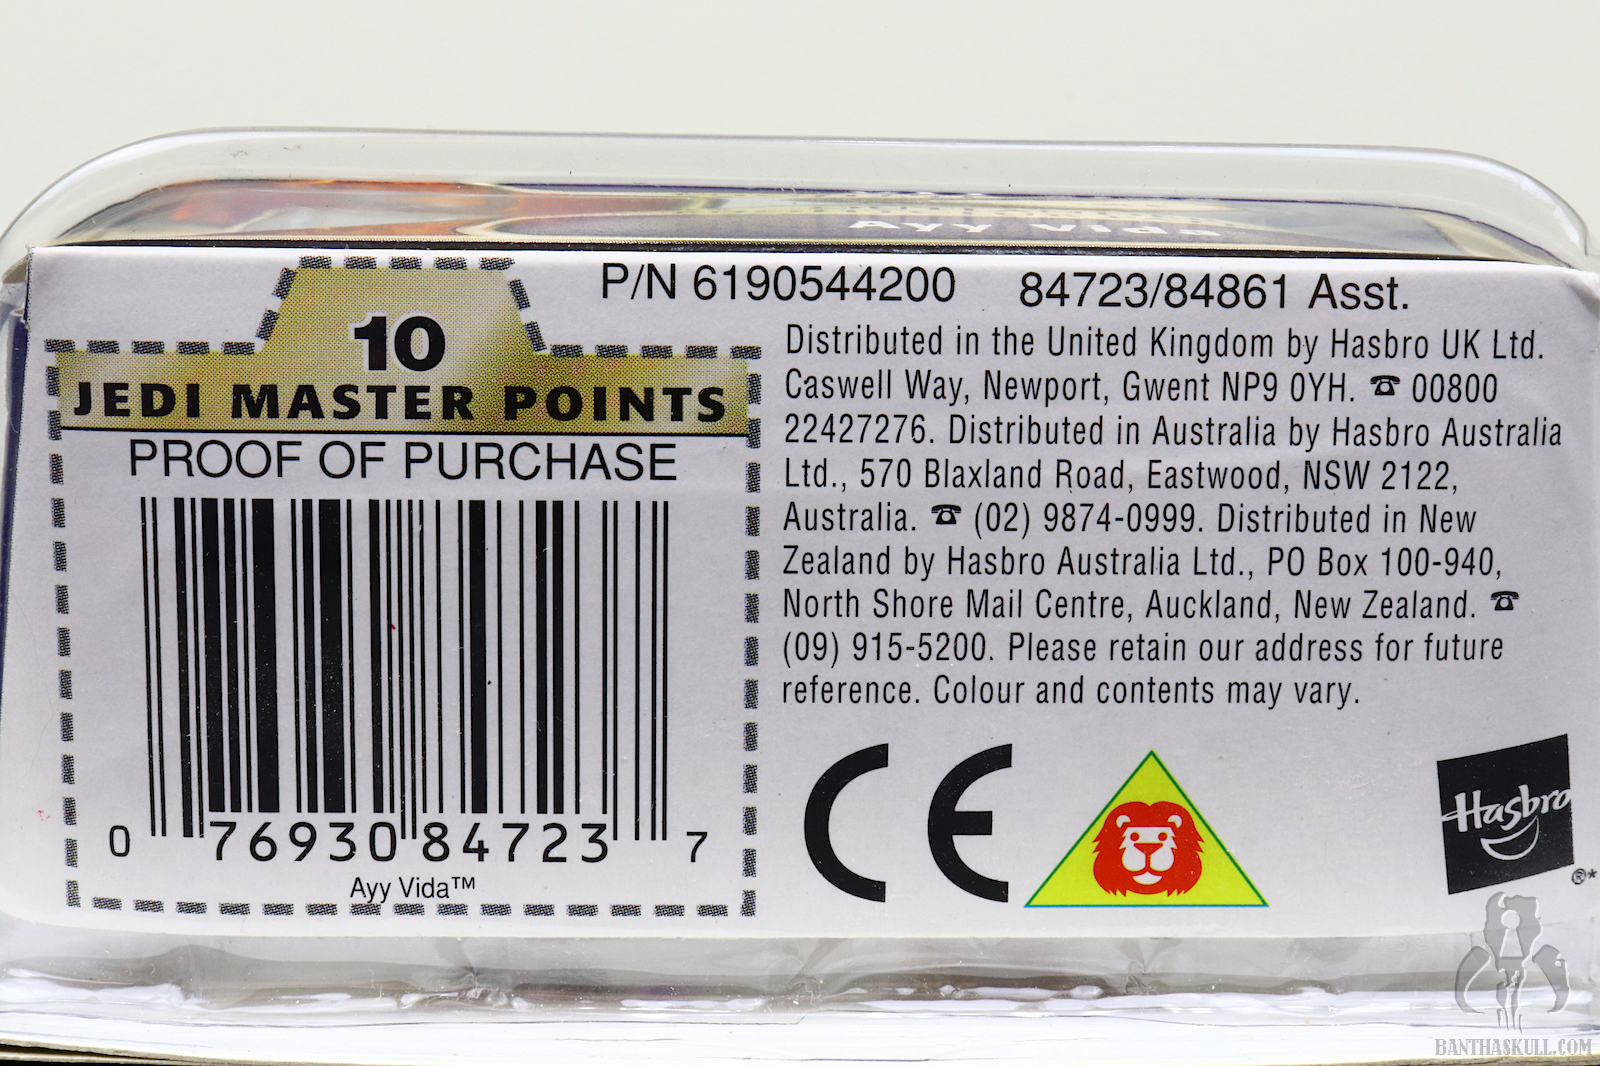 Ayy Vida
P/N 6190544200 84723/84861 Asst.
10
JEDI MASTER POINTS
PROOF OF PURCHASE
0 76930 84723 7
Ayy Vida™
Distributed in the United Kingdom by Hasbro UK Ltd.
Caswell Way, Newport, Gwent NP9 0YH. ☎ 00800
22427276. Distributed in Australia by Hasbro Australia
Ltd., 570 Blaxland Road, Eastwood, NSW 2122,
Australia. ☎ (02) 9874-0999. Distributed in New
Zealand by Hasbro Australia Ltd., PO Box 100-940,
North Shore Mail Centre, Auckland, New Zealand. ☎
(09) 915-5200. Please retain our address for future
reference. Colour and contents may vary.
CE
Hasbro
®*
BANTHASKULL.COM